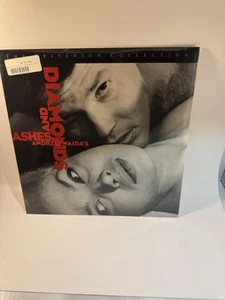 THE CRITERION COLLECTION
ASHES AND
DIAMONDS
ANDRZEJ WAJDA'S